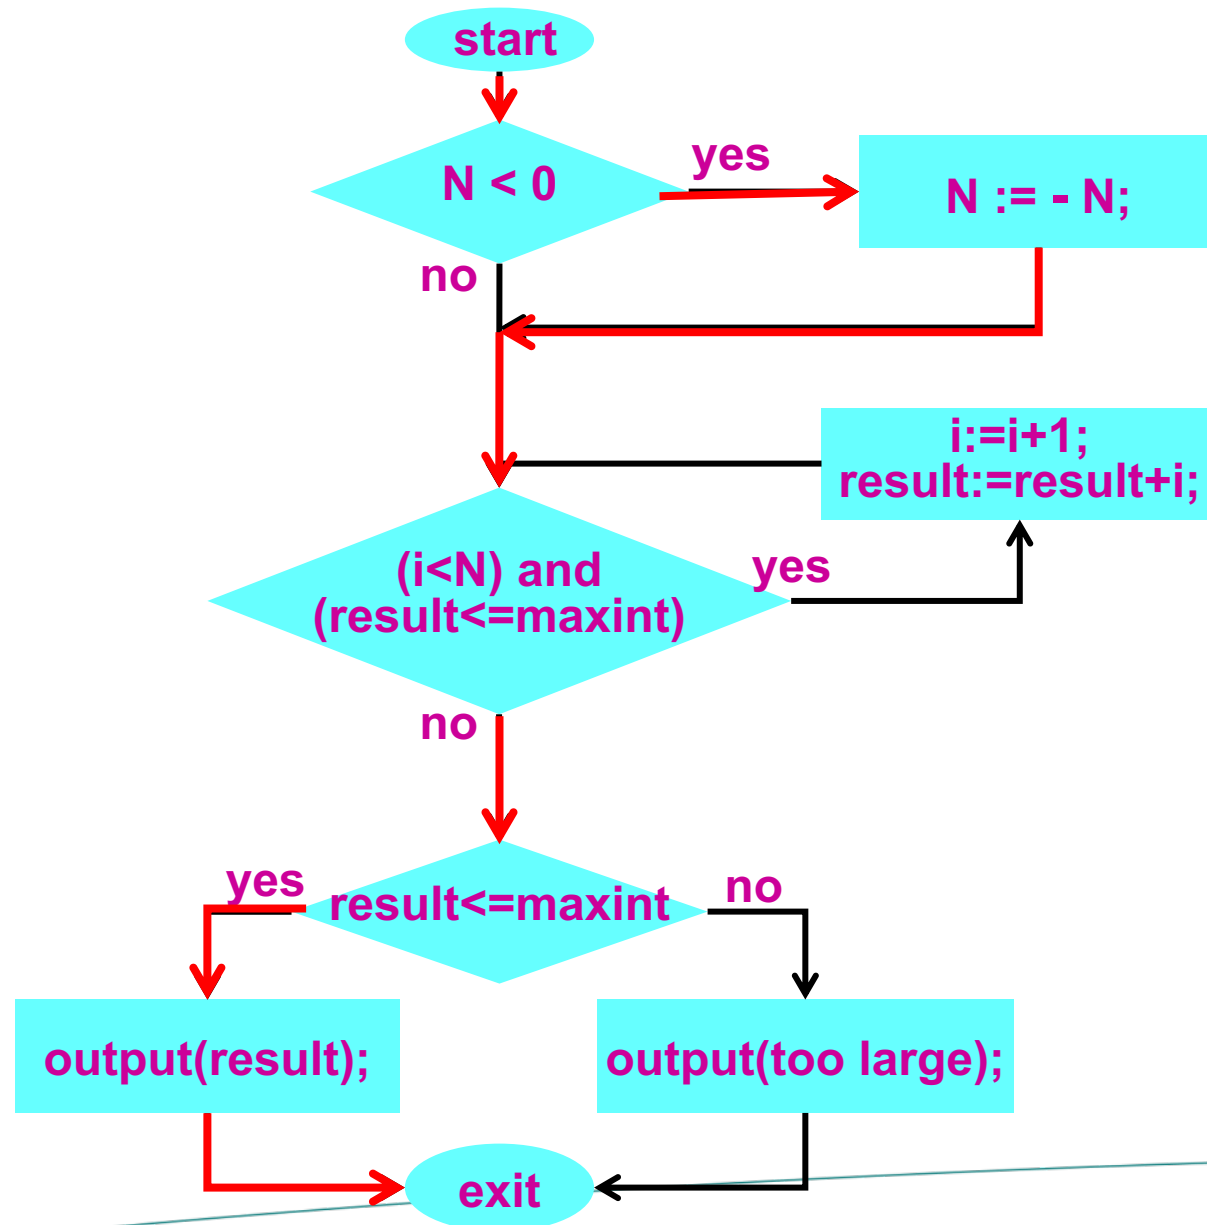 start
N < 0
yes
N := - N;
no
i:=i+1;
result:=result+i;
(i<N) and
(result<=maxint)
yes
no
yes
result<=maxint
no
output(result);
output(too large);
exit